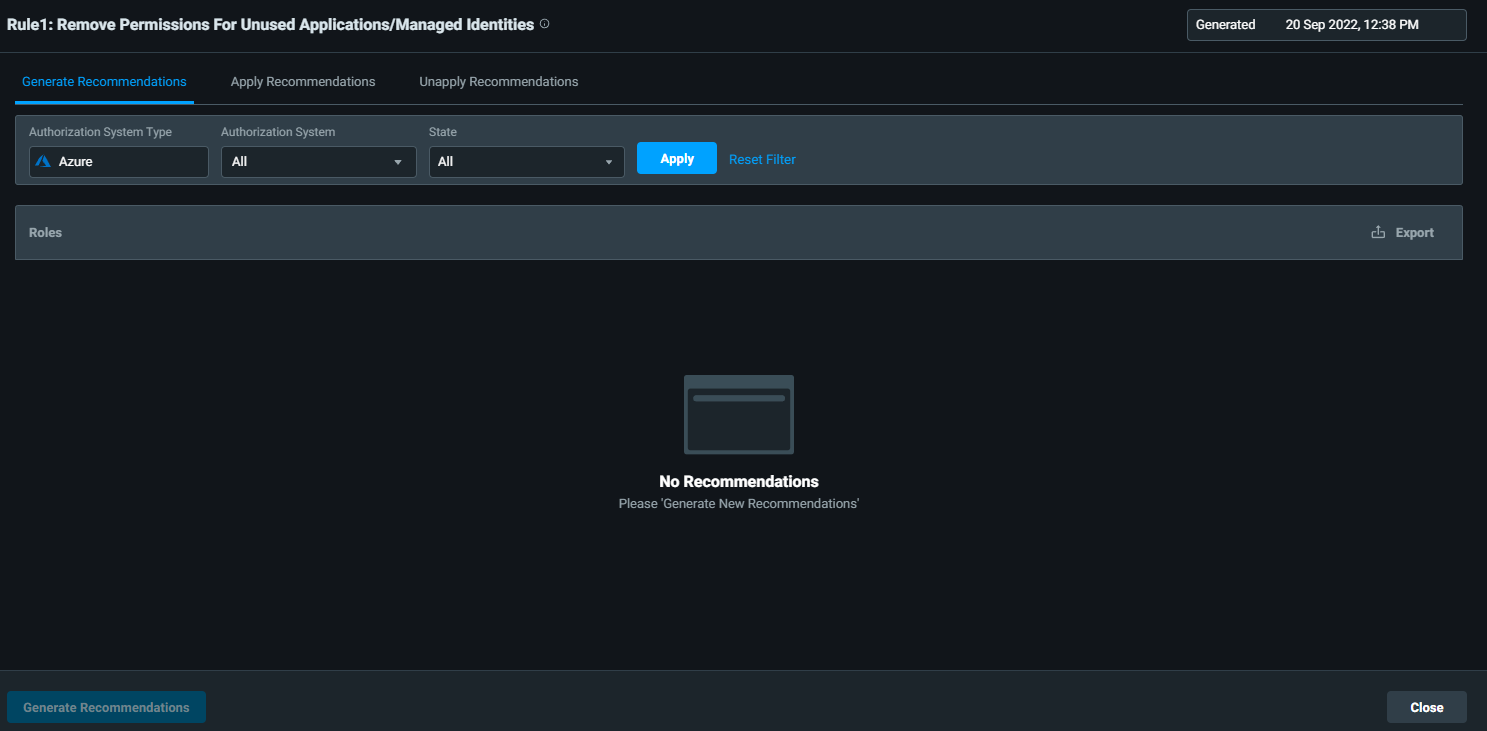 Rule1: Remove Permissions For Unused Applications/Managed Identities
Generated 20 Sep 2022, 12:38 PM
Generate Recommendations Apply Recommendations Unapply Recommendations
Authorization System Type Authorization System State
Azure All All Apply Reset Filter
Roles Export
No Recommendations
Please 'Generate New Recommendations'
Generate Recommendations Close